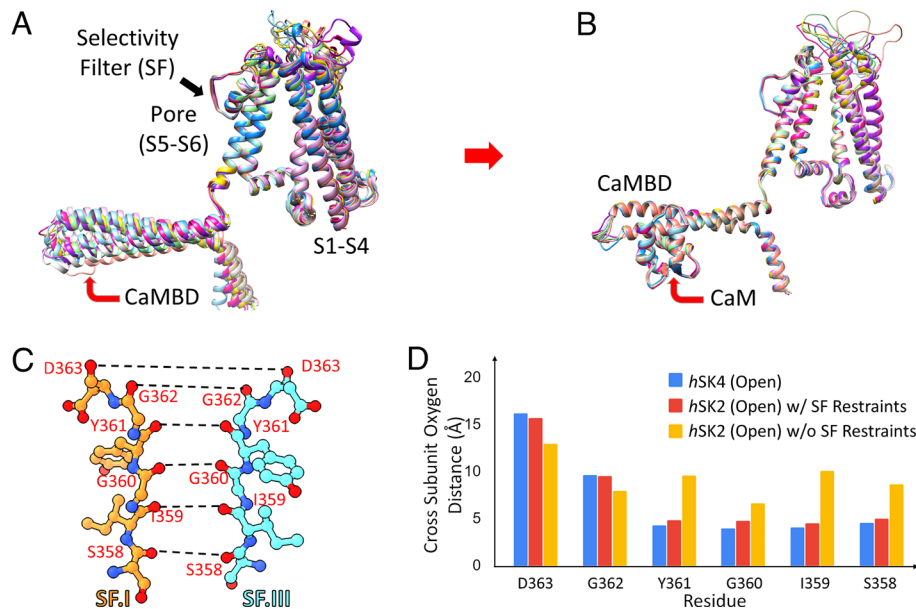 A
Selectivity
Filter (SF)
Pore
(S5-S6)
S1-S4
CaMBD
B
CaMBD
CaM
C
D363
D363
G362
G362
Y361
Y361
G360
G360
I359
I359
S358
S358
SF.I
SF.III
D
Cross Subunit Oxygen
Distance (Å)
20
15
10
5
0
hSK4 (Open)
hSK2 (Open) w/ SF Restraints
hSK2 (Open) w/o SF Restraints
D363 G362 Y361 G360 I359 S358
Residue